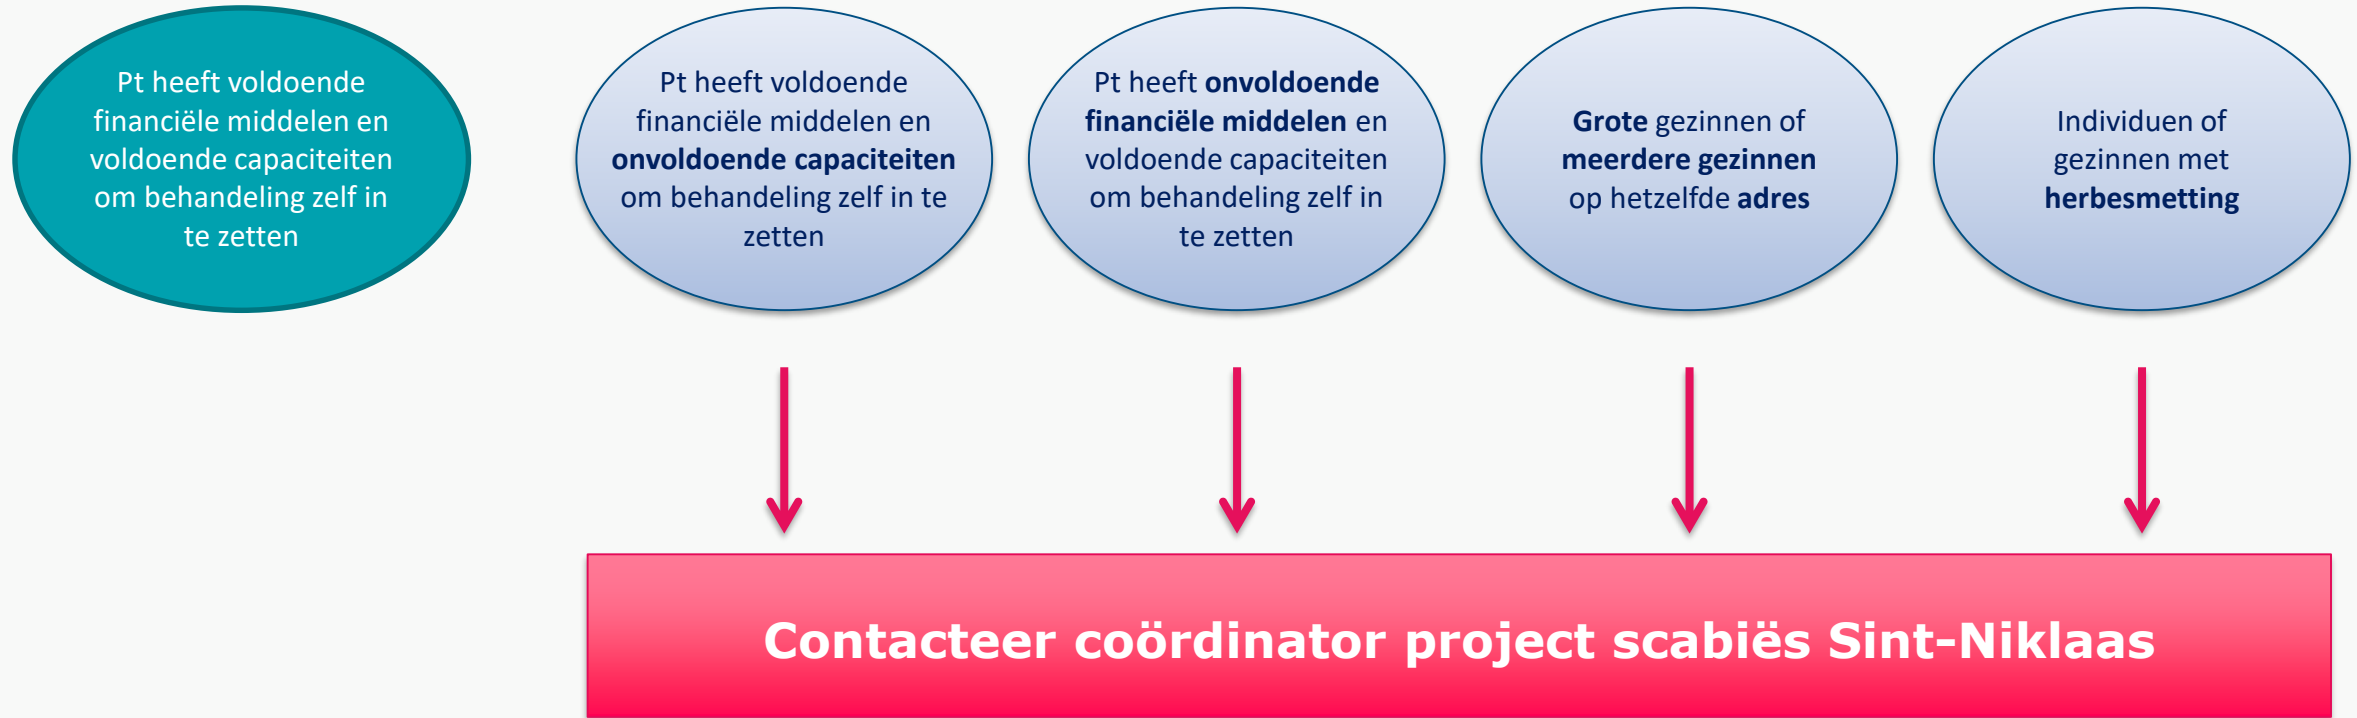 Pt heeft voldoende
financiële middelen en
voldoende capaciteiten
om behandeling zelf in
te zetten
Pt heeft voldoende
financiële middelen en
onvoldoende capaciteiten
om behandeling zelf in te
zetten
Pt heeft onvoldoende
financiële middelen en
voldoende capaciteiten
om behandeling zelf in
te zetten
Grote gezinnen of
meerdere gezinnen
op hetzelfde adres
Individuen of
gezinnen met
herbesmetting
Contacteer coördinator project scabiës Sint-Niklaas